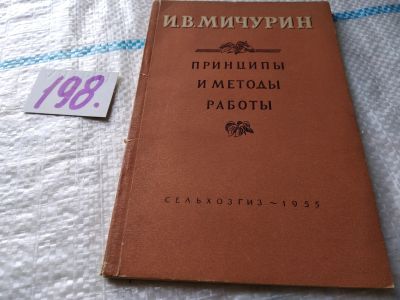 И.В.МИЧУРИН
ПРИНЦИПЫ
И МЕТОДЫ
РАБОТЫ
СЕЛЬХОЗГИЗ ~ 1955
198.